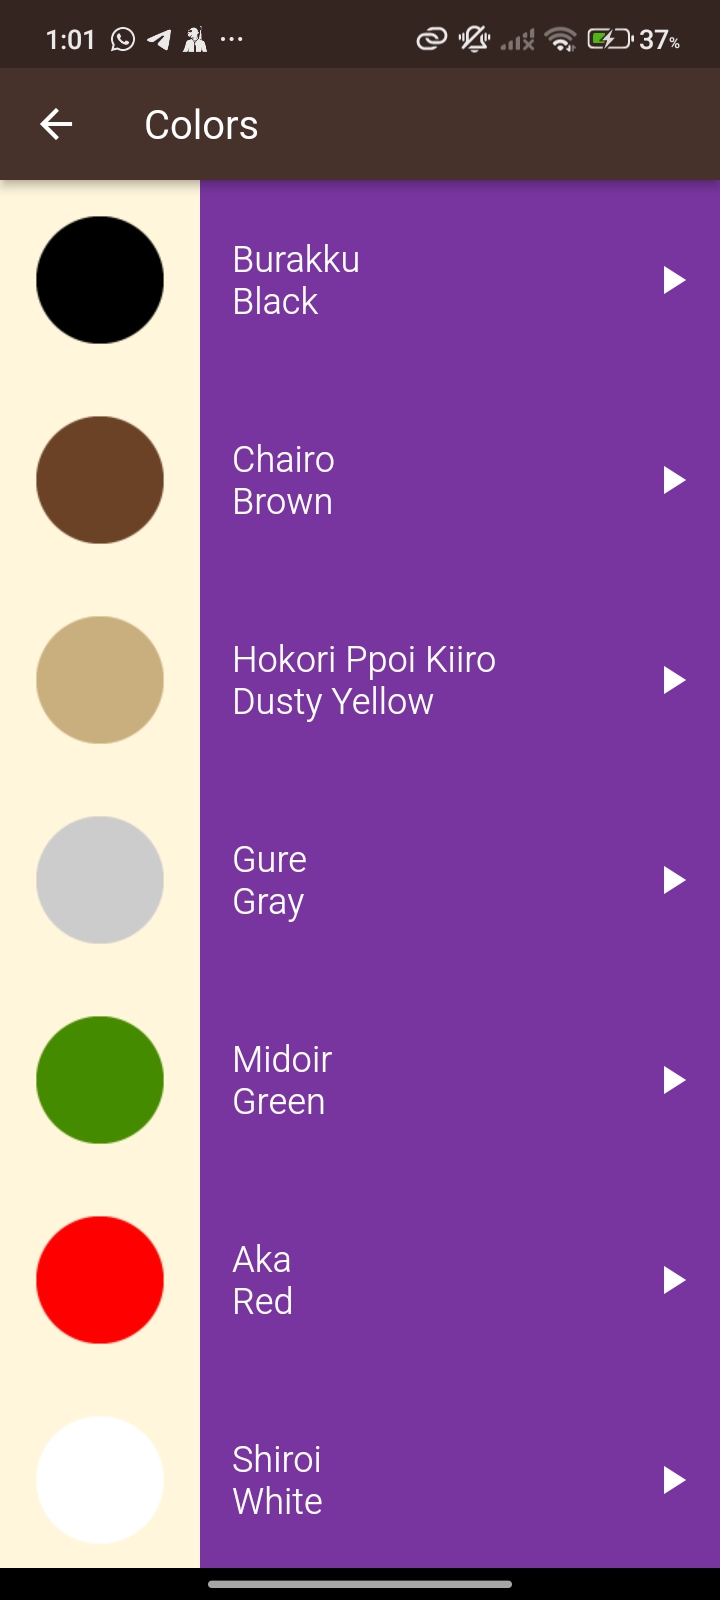 1:01 ... 37%
Colors
Burakku
Black
Chairo
Brown
Hokori Ppoi Kiiro
Dusty Yellow
Gure
Gray
Midoir
Green
Aka
Red
Shiroi
White